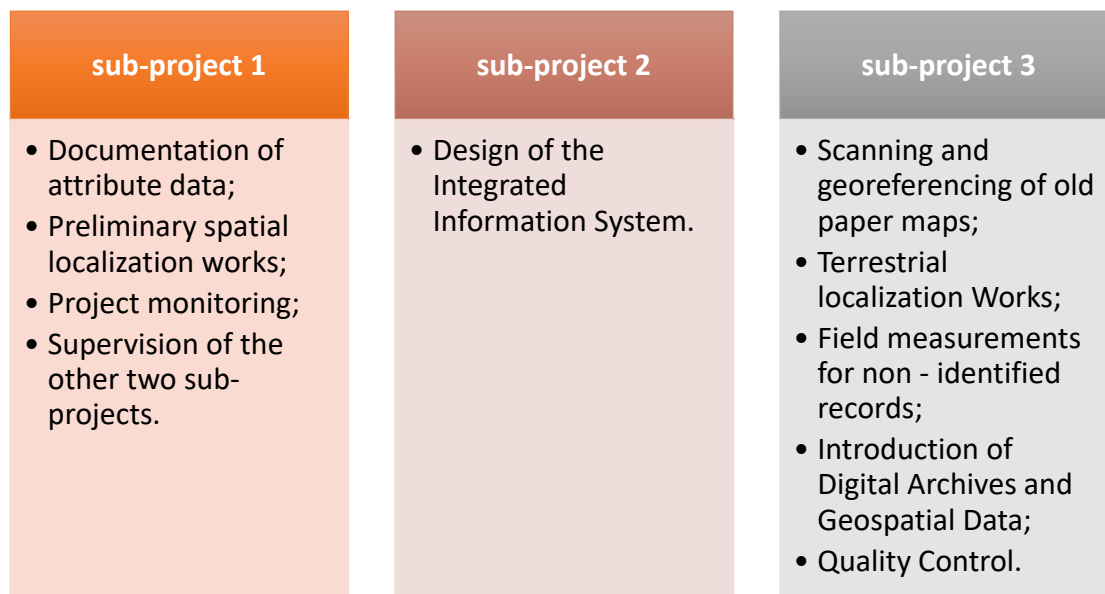 sub-project 1
• Documentation of
attribute data;
• Preliminary spatial
localization works;
• Project monitoring;
• Supervision of the
other two sub-
projects.
sub-project 2
• Design of the
Integrated
Information System.
sub-project 3
• Scanning and
georeferencing of old
paper maps;
• Terrestrial
localization Works;
• Field measurements
for non - identified
records;
• Introduction of
Digital Archives and
Geospatial Data;
• Quality Control.